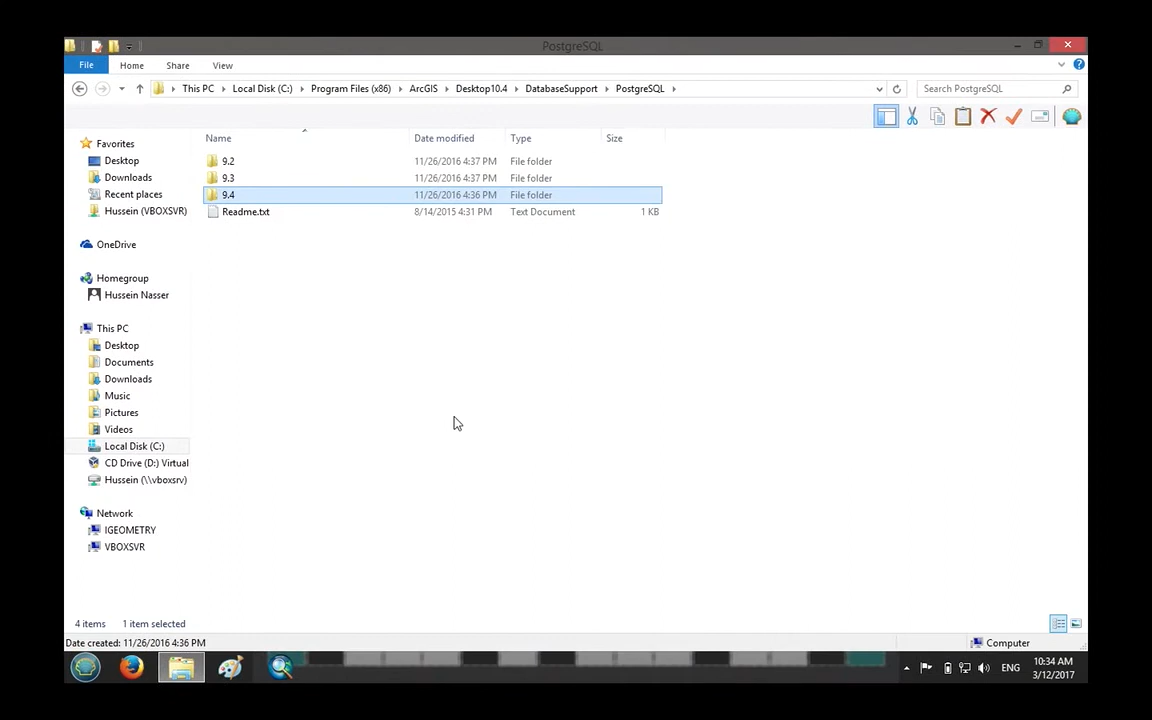 PostgreSQL
File Home Share View
This PC Local Disk (C:) Program Files (x86) ArcGIS Desktop10.4 DatabaseSupport PostgreSQL Search PostgreSQL
Name Date modified Type Size
9.2 11/26/2016 4:37 PM File folder
9.3 11/26/2016 4:37 PM File folder
9.4 11/26/2016 4:36 PM File folder
Readme.txt 8/14/2015 4:31 PM Text Document 1 KB
Favorites
Desktop
Downloads
Recent places
Hussein (VBOXSVR)
OneDrive
Homegroup
Hussein Nasser
This PC
Desktop
Documents
Downloads
Music
Pictures
Videos
Local Disk (C:)
CD Drive (D:) Virtual
Hussein (\\vboxsrv)
Network
IGEOMETRY
VBOXSVR
4 items 1 item selected
Date created: 11/26/2016 4:36 PM Computer
ENG 10:34 AM
3/12/2017